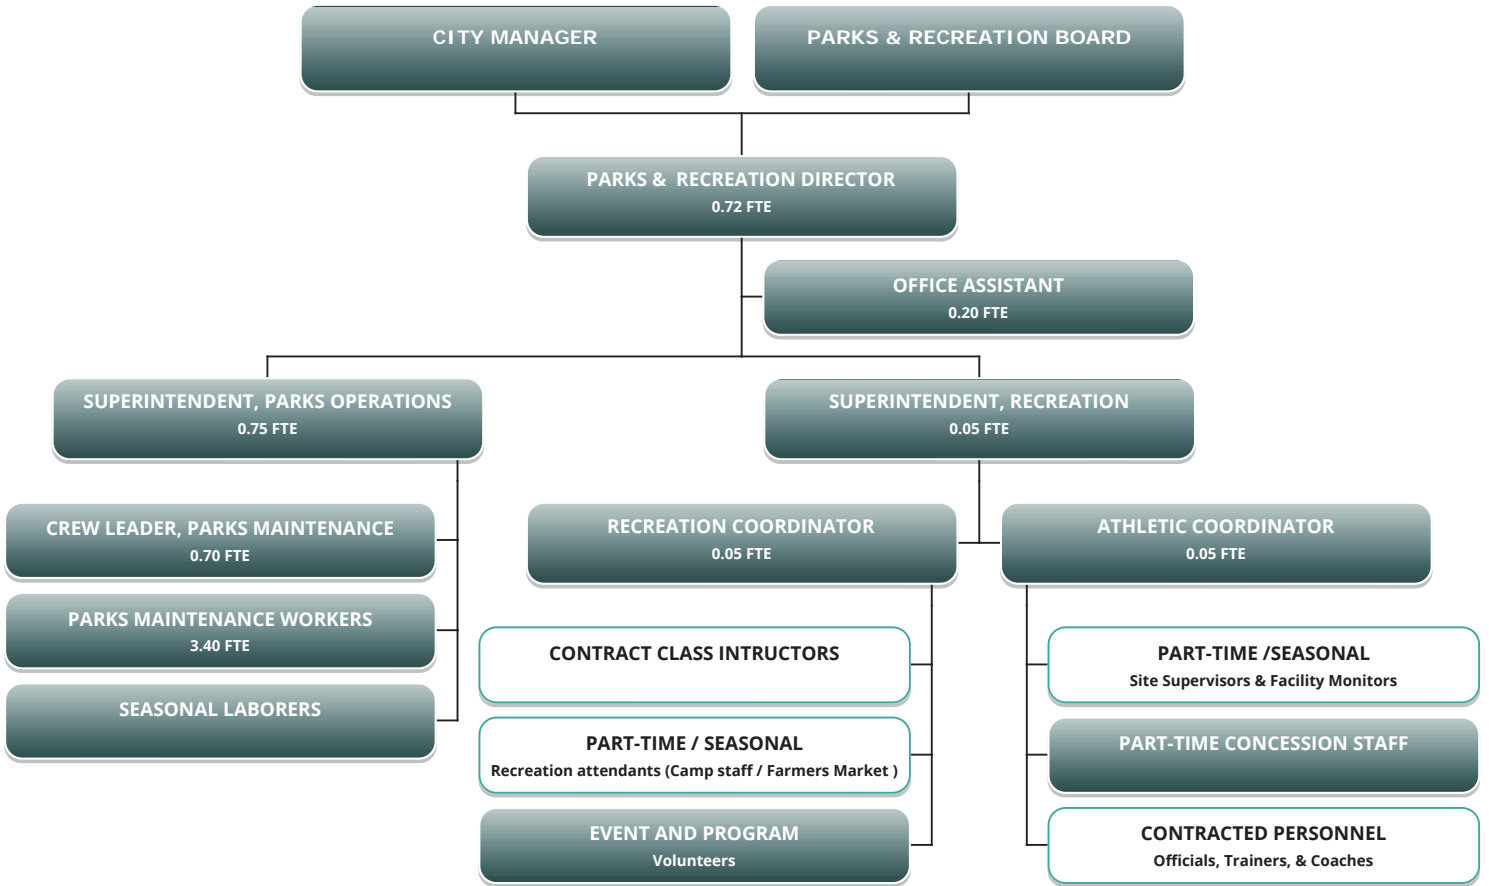 CITY MANAGER
PARKS & RECREATION BOARD
PARKS & RECREATION DIRECTOR
0.72 FTE
OFFICE ASSISTANT
0.20 FTE
SUPERINTENDENT, PARKS OPERATIONS
0.75 FTE
SUPERINTENDENT, RECREATION
0.05 FTE
CREW LEADER, PARKS MAINTENANCE
0.70 FTE
PARKS MAINTENANCE WORKERS
3.40 FTE
SEASONAL LABORERS
RECREATION COORDINATOR
0.05 FTE
CONTRACT CLASS INTRUCTORS
PART-TIME / SEASONAL
Recreation attendants (Camp staff / Farmers Market )
EVENT AND PROGRAM
Volunteers
ATHLETIC COORDINATOR
0.05 FTE
PART-TIME /SEASONAL
Site Supervisors & Facility Monitors
PART-TIME CONCESSION STAFF
CONTRACTED PERSONNEL
Officials, Trainers, & Coaches